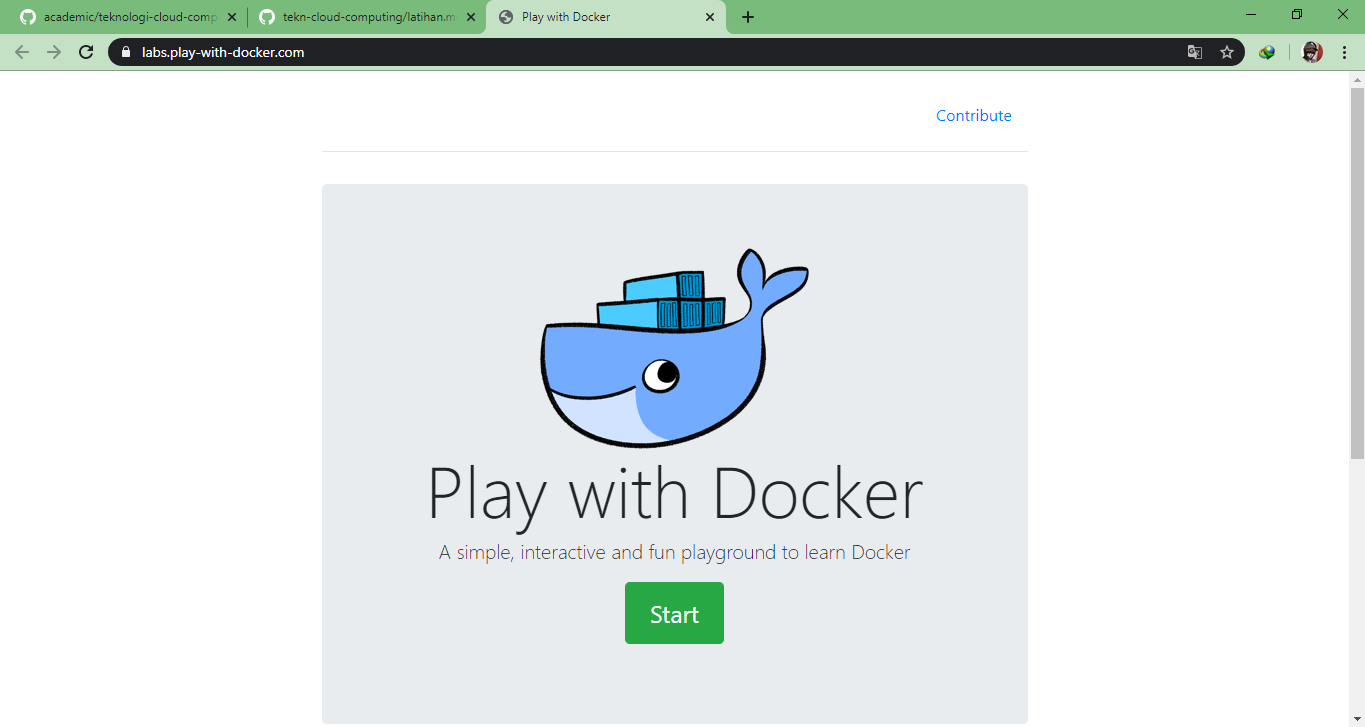 academic/teknologi-cloud-comp
tekn-cloud-computing/latihan.m
Play with Docker
labs.play-with-docker.com
Contribute
Play with Docker
A simple, interactive and fun playground to learn Docker
Start